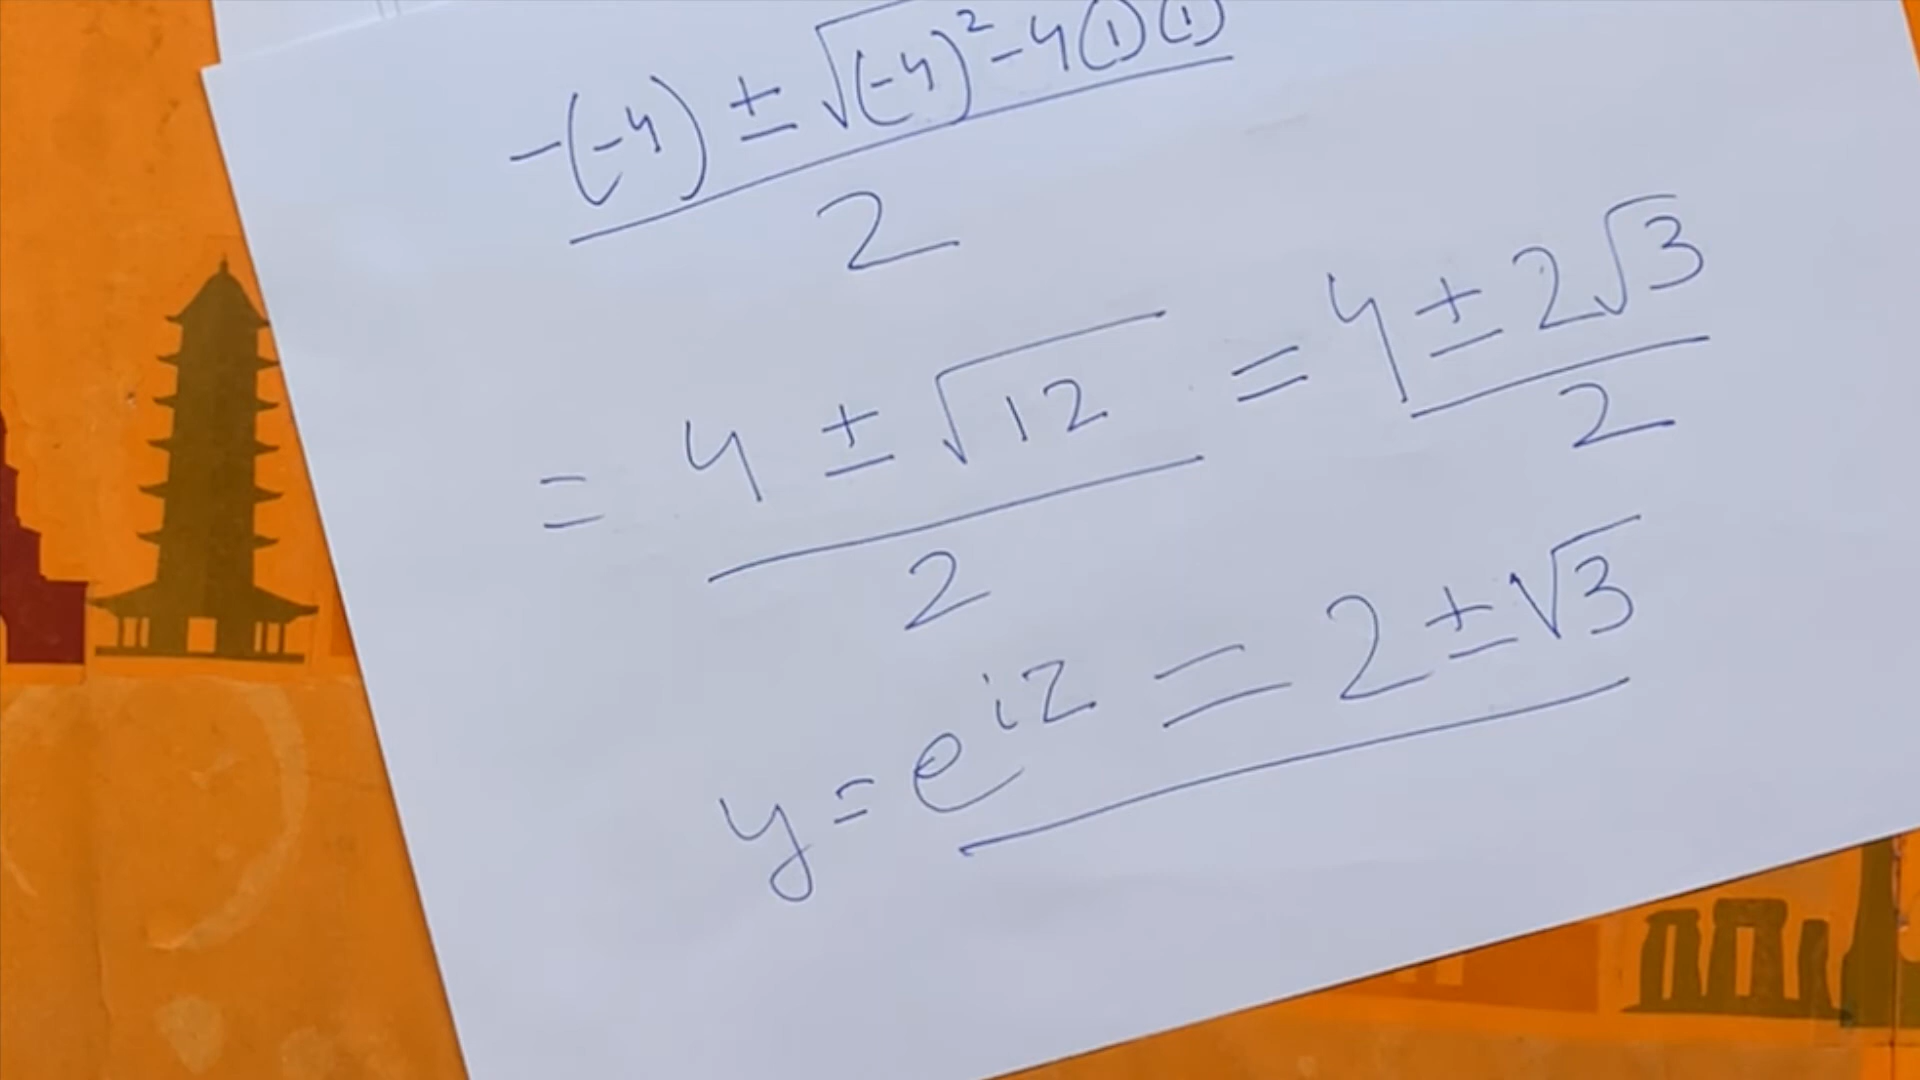 -(-4) ± √(-4)² - 4(1)(1)
2
= 4 ± √12 = 4 ± 2√3
2 2
y = e^{iz} = 2 ± √3